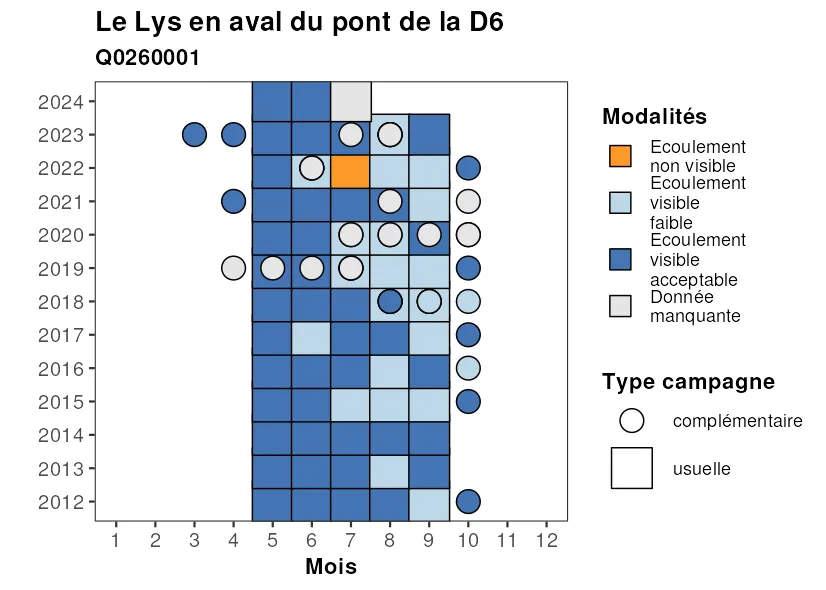 Le Lys en aval du pont de la D6
Q0260001
2024
2023
2022
2021
2020
2019
2018
2017
2016
2015
2014
2013
2012
1 2 3 4 5 6 7 8 9 10 11 12
Mois
Modalités
Ecoulement
non visible
Ecoulement
visible
faible
Ecoulement
visible
acceptable
Donnée
manquante
Type campagne
complémentaire
usuelle